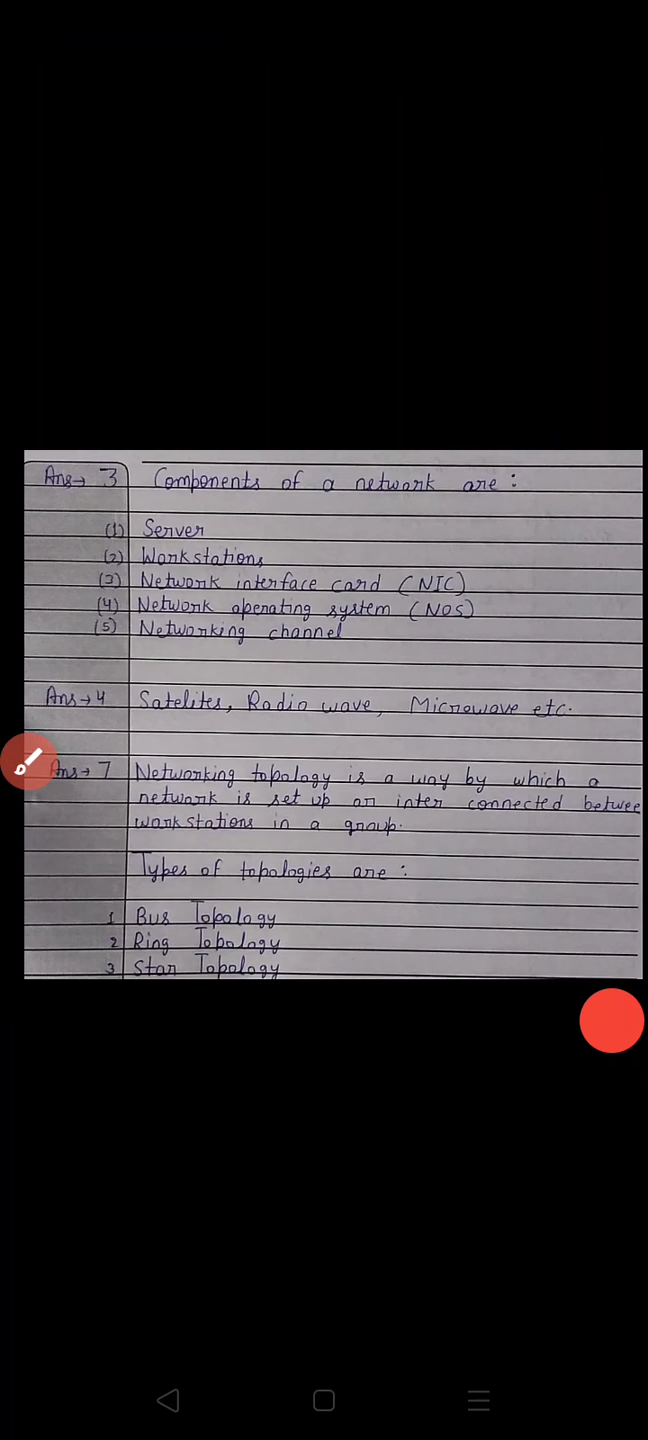 Ans→ 3 Components of a network are :
(1) Server
(2) Workstations
(3) Network interface card (NIC)
(4) Network operating system (NOS)
(5) Networking channel
Ans→4 Satelites, Radio wave, Microwave etc.
Ans→ 7 Networking topology is a way by which a
network is set up on inter connected betwee
workstations in a group.
Types of topologies are :
1 Bus Topology
2 Ring Topology
3 Star Topology